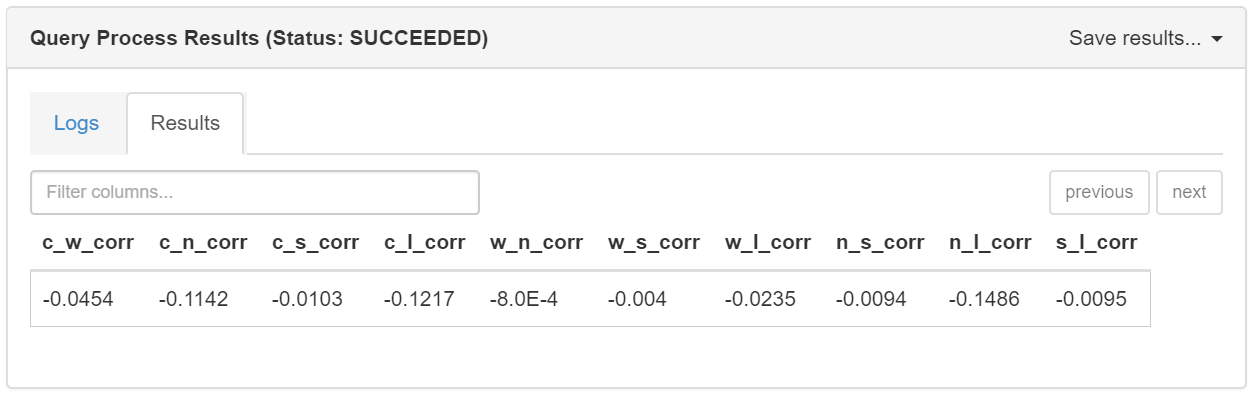 Query Process Results (Status: SUCCEEDED) Save results...
Logs Results
Filter columns... previous next
c_w_corr c_n_corr c_s_corr c_l_corr w_n_corr w_s_corr w_l_corr n_s_corr n_l_corr s_l_corr
-0.0454 -0.1142 -0.0103 -0.1217 -8.0E-4 -0.004 -0.0235 -0.0094 -0.1486 -0.0095